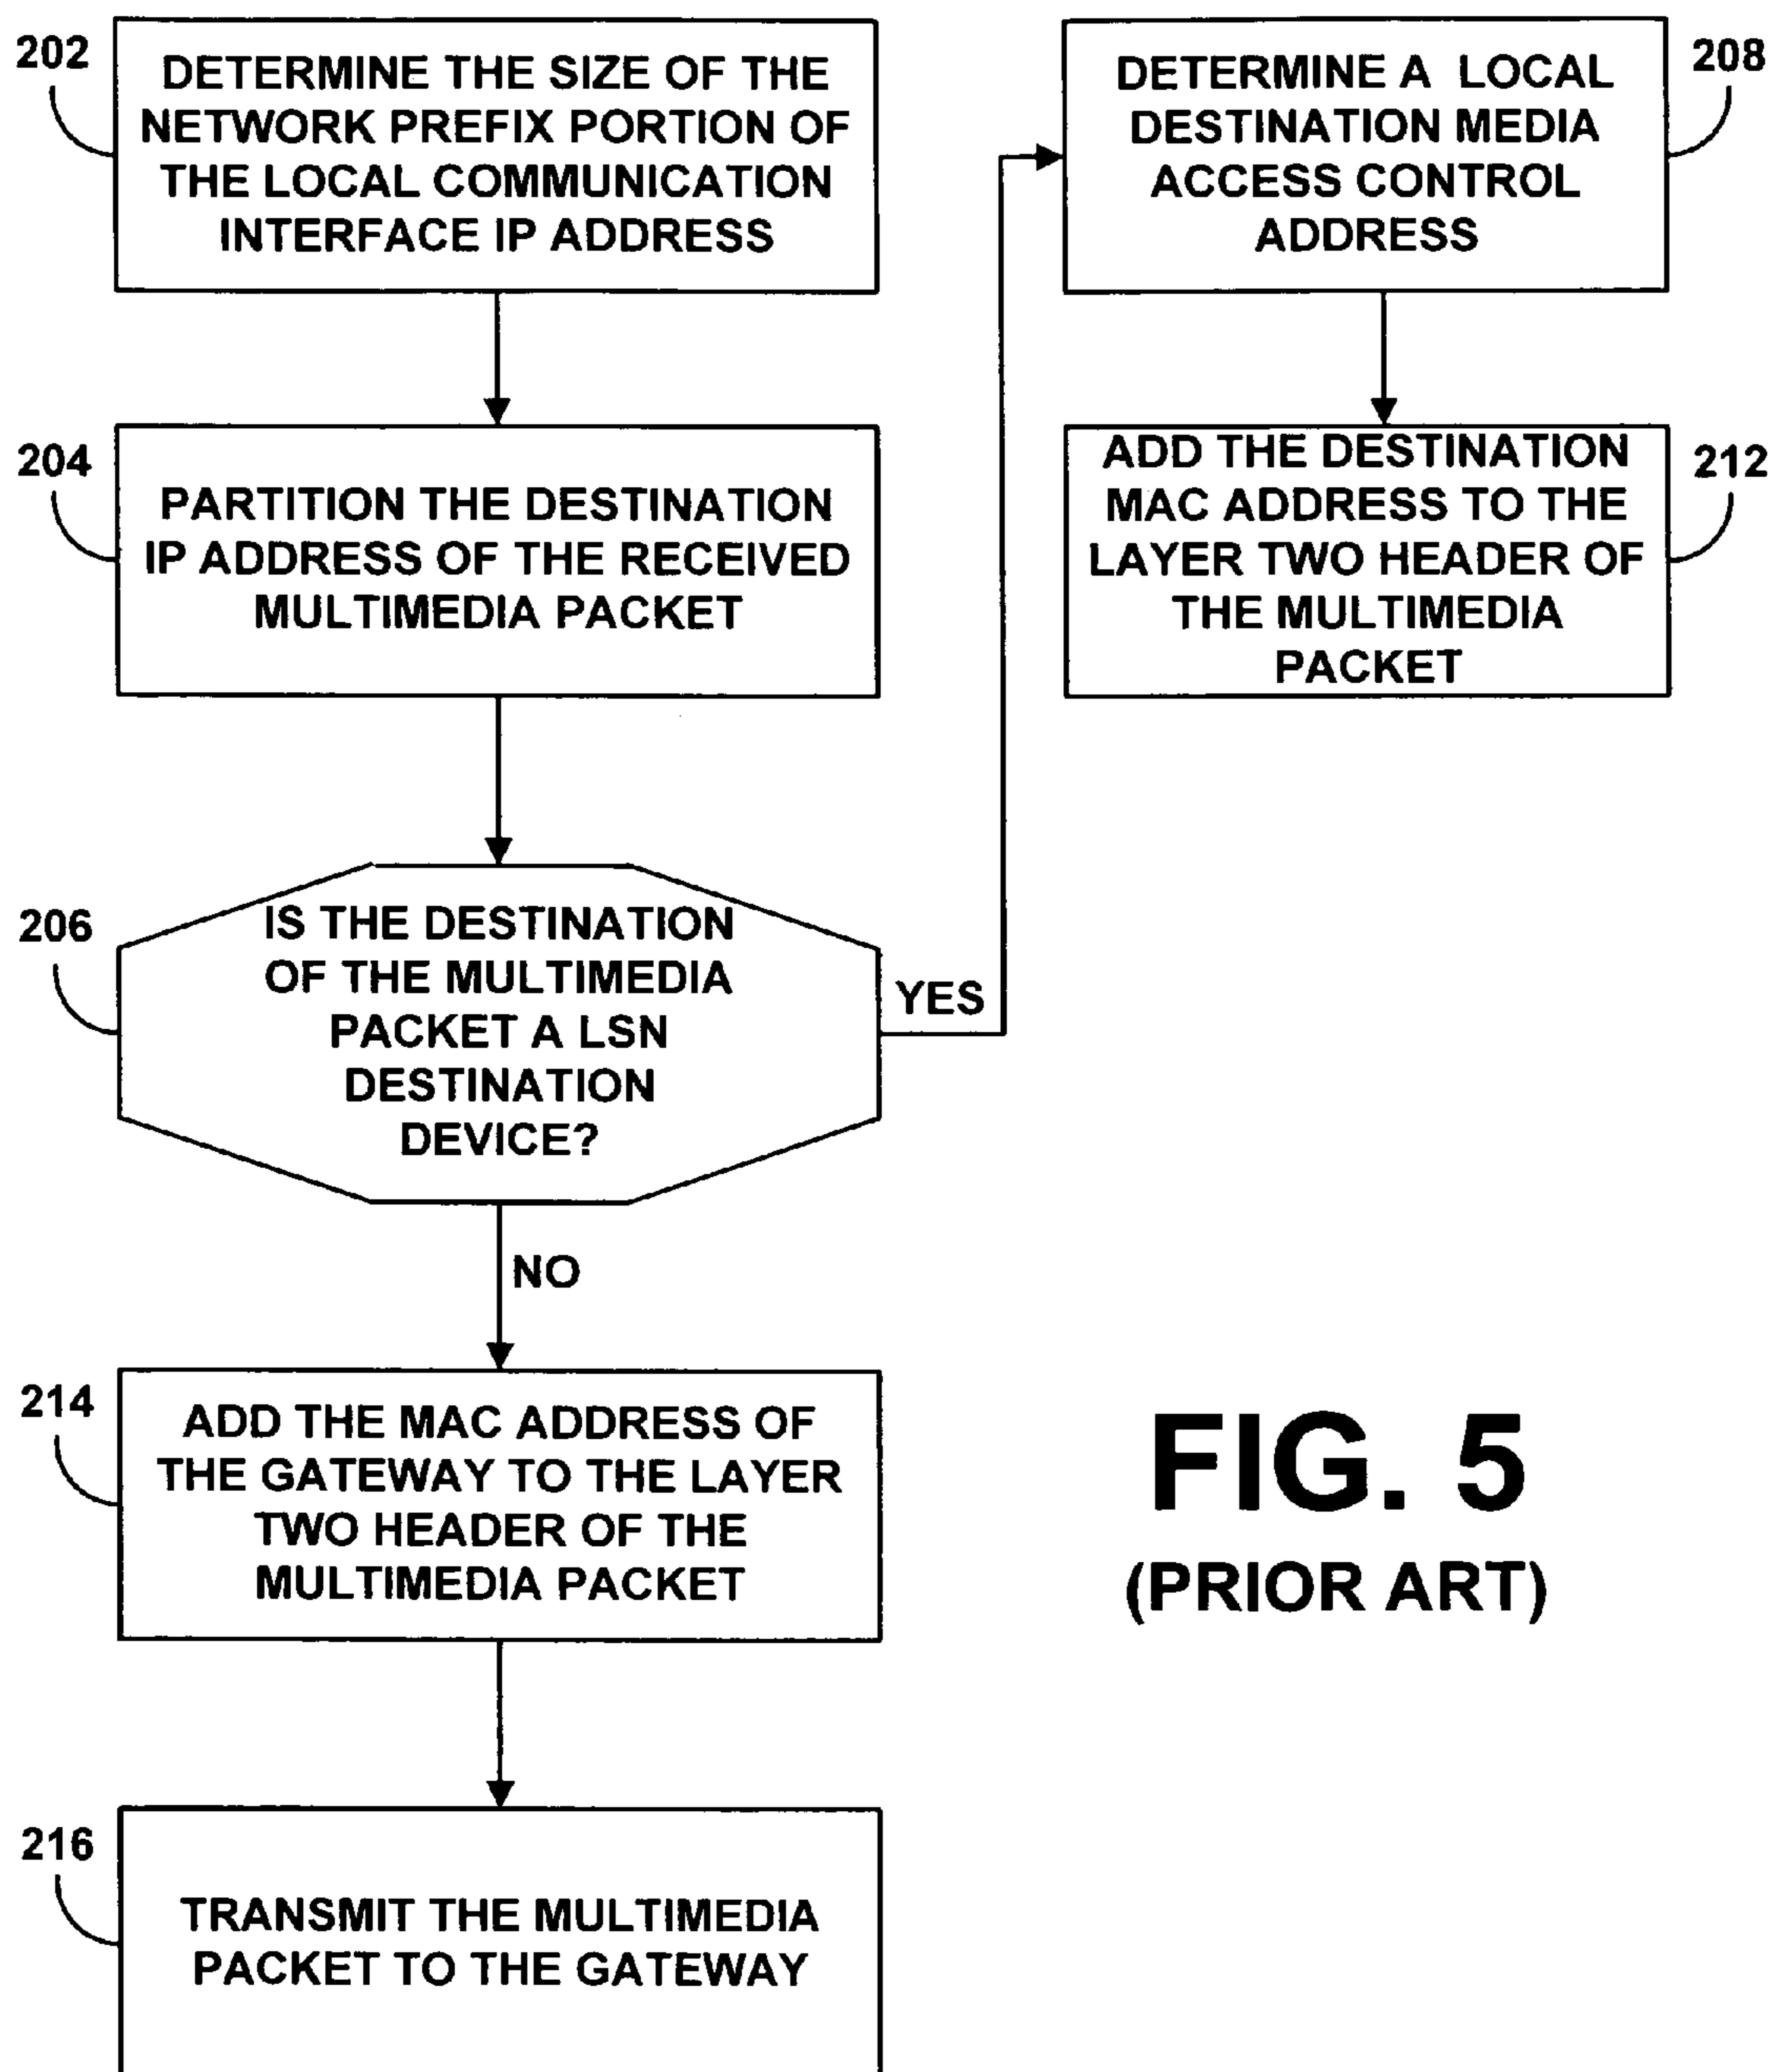 202
DETERMINE THE SIZE OF THE
NETWORK PREFIX PORTION OF
THE LOCAL COMMUNICATION
INTERFACE IP ADDRESS
204
PARTITION THE DESTINATION
IP ADDRESS OF THE RECEIVED
MULTIMEDIA PACKET
206
IS THE DESTINATION
OF THE MULTIMEDIA
PACKET A LSN
DESTINATION
DEVICE?
YES
NO
208
DETERMINE A LOCAL
DESTINATION MEDIA
ACCESS CONTROL
ADDRESS
212
ADD THE DESTINATION
MAC ADDRESS TO THE
LAYER TWO HEADER OF
THE MULTIMEDIA
PACKET
214
ADD THE MAC ADDRESS OF
THE GATEWAY TO THE LAYER
TWO HEADER OF THE
MULTIMEDIA PACKET
216
TRANSMIT THE MULTIMEDIA
PACKET TO THE GATEWAY
FIG. 5
(PRIOR ART)